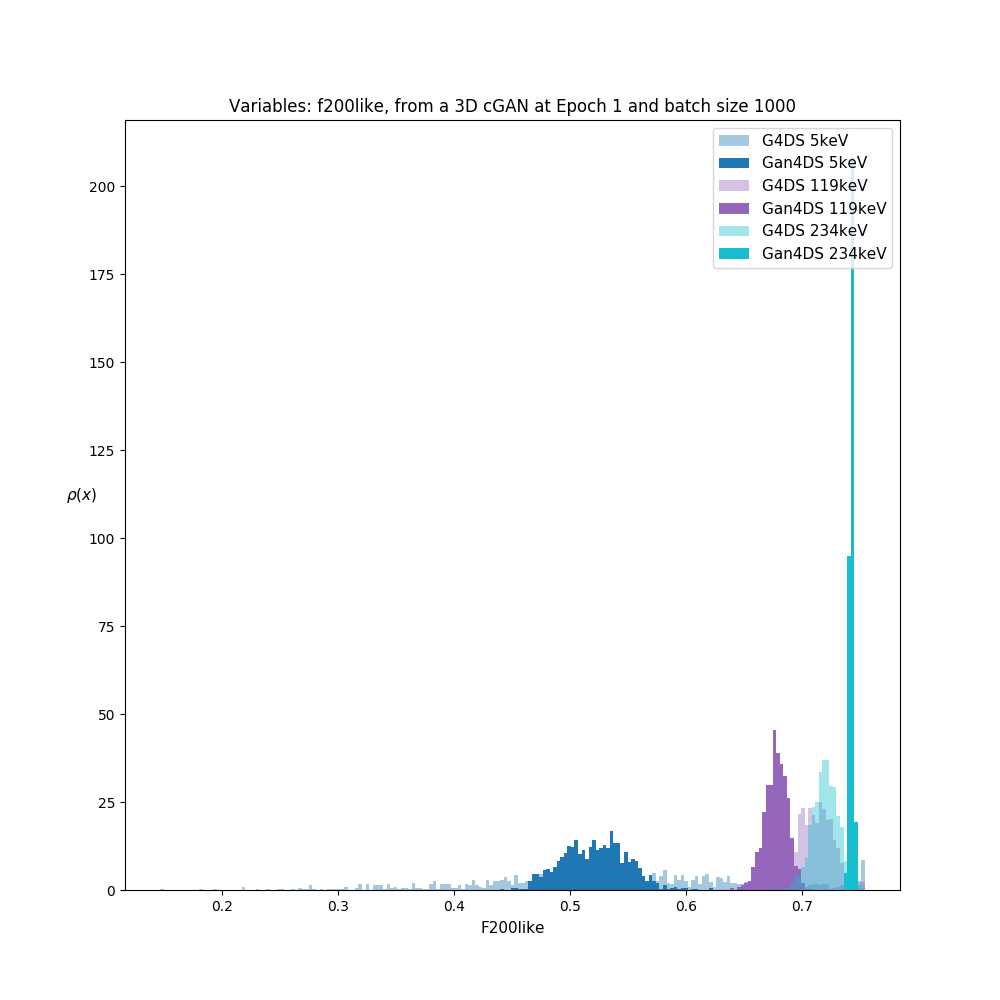 Variables: f200like, from a 3D cGAN at Epoch 1 and batch size 1000
G4DS 5keV
Gan4DS 5keV
G4DS 119keV
Gan4DS 119keV
G4DS 234keV
Gan4DS 234keV
200
175
150
125
ρ(x)
100
75
50
25
0
0.2 0.3 0.4 0.5 0.6 0.7
F200like